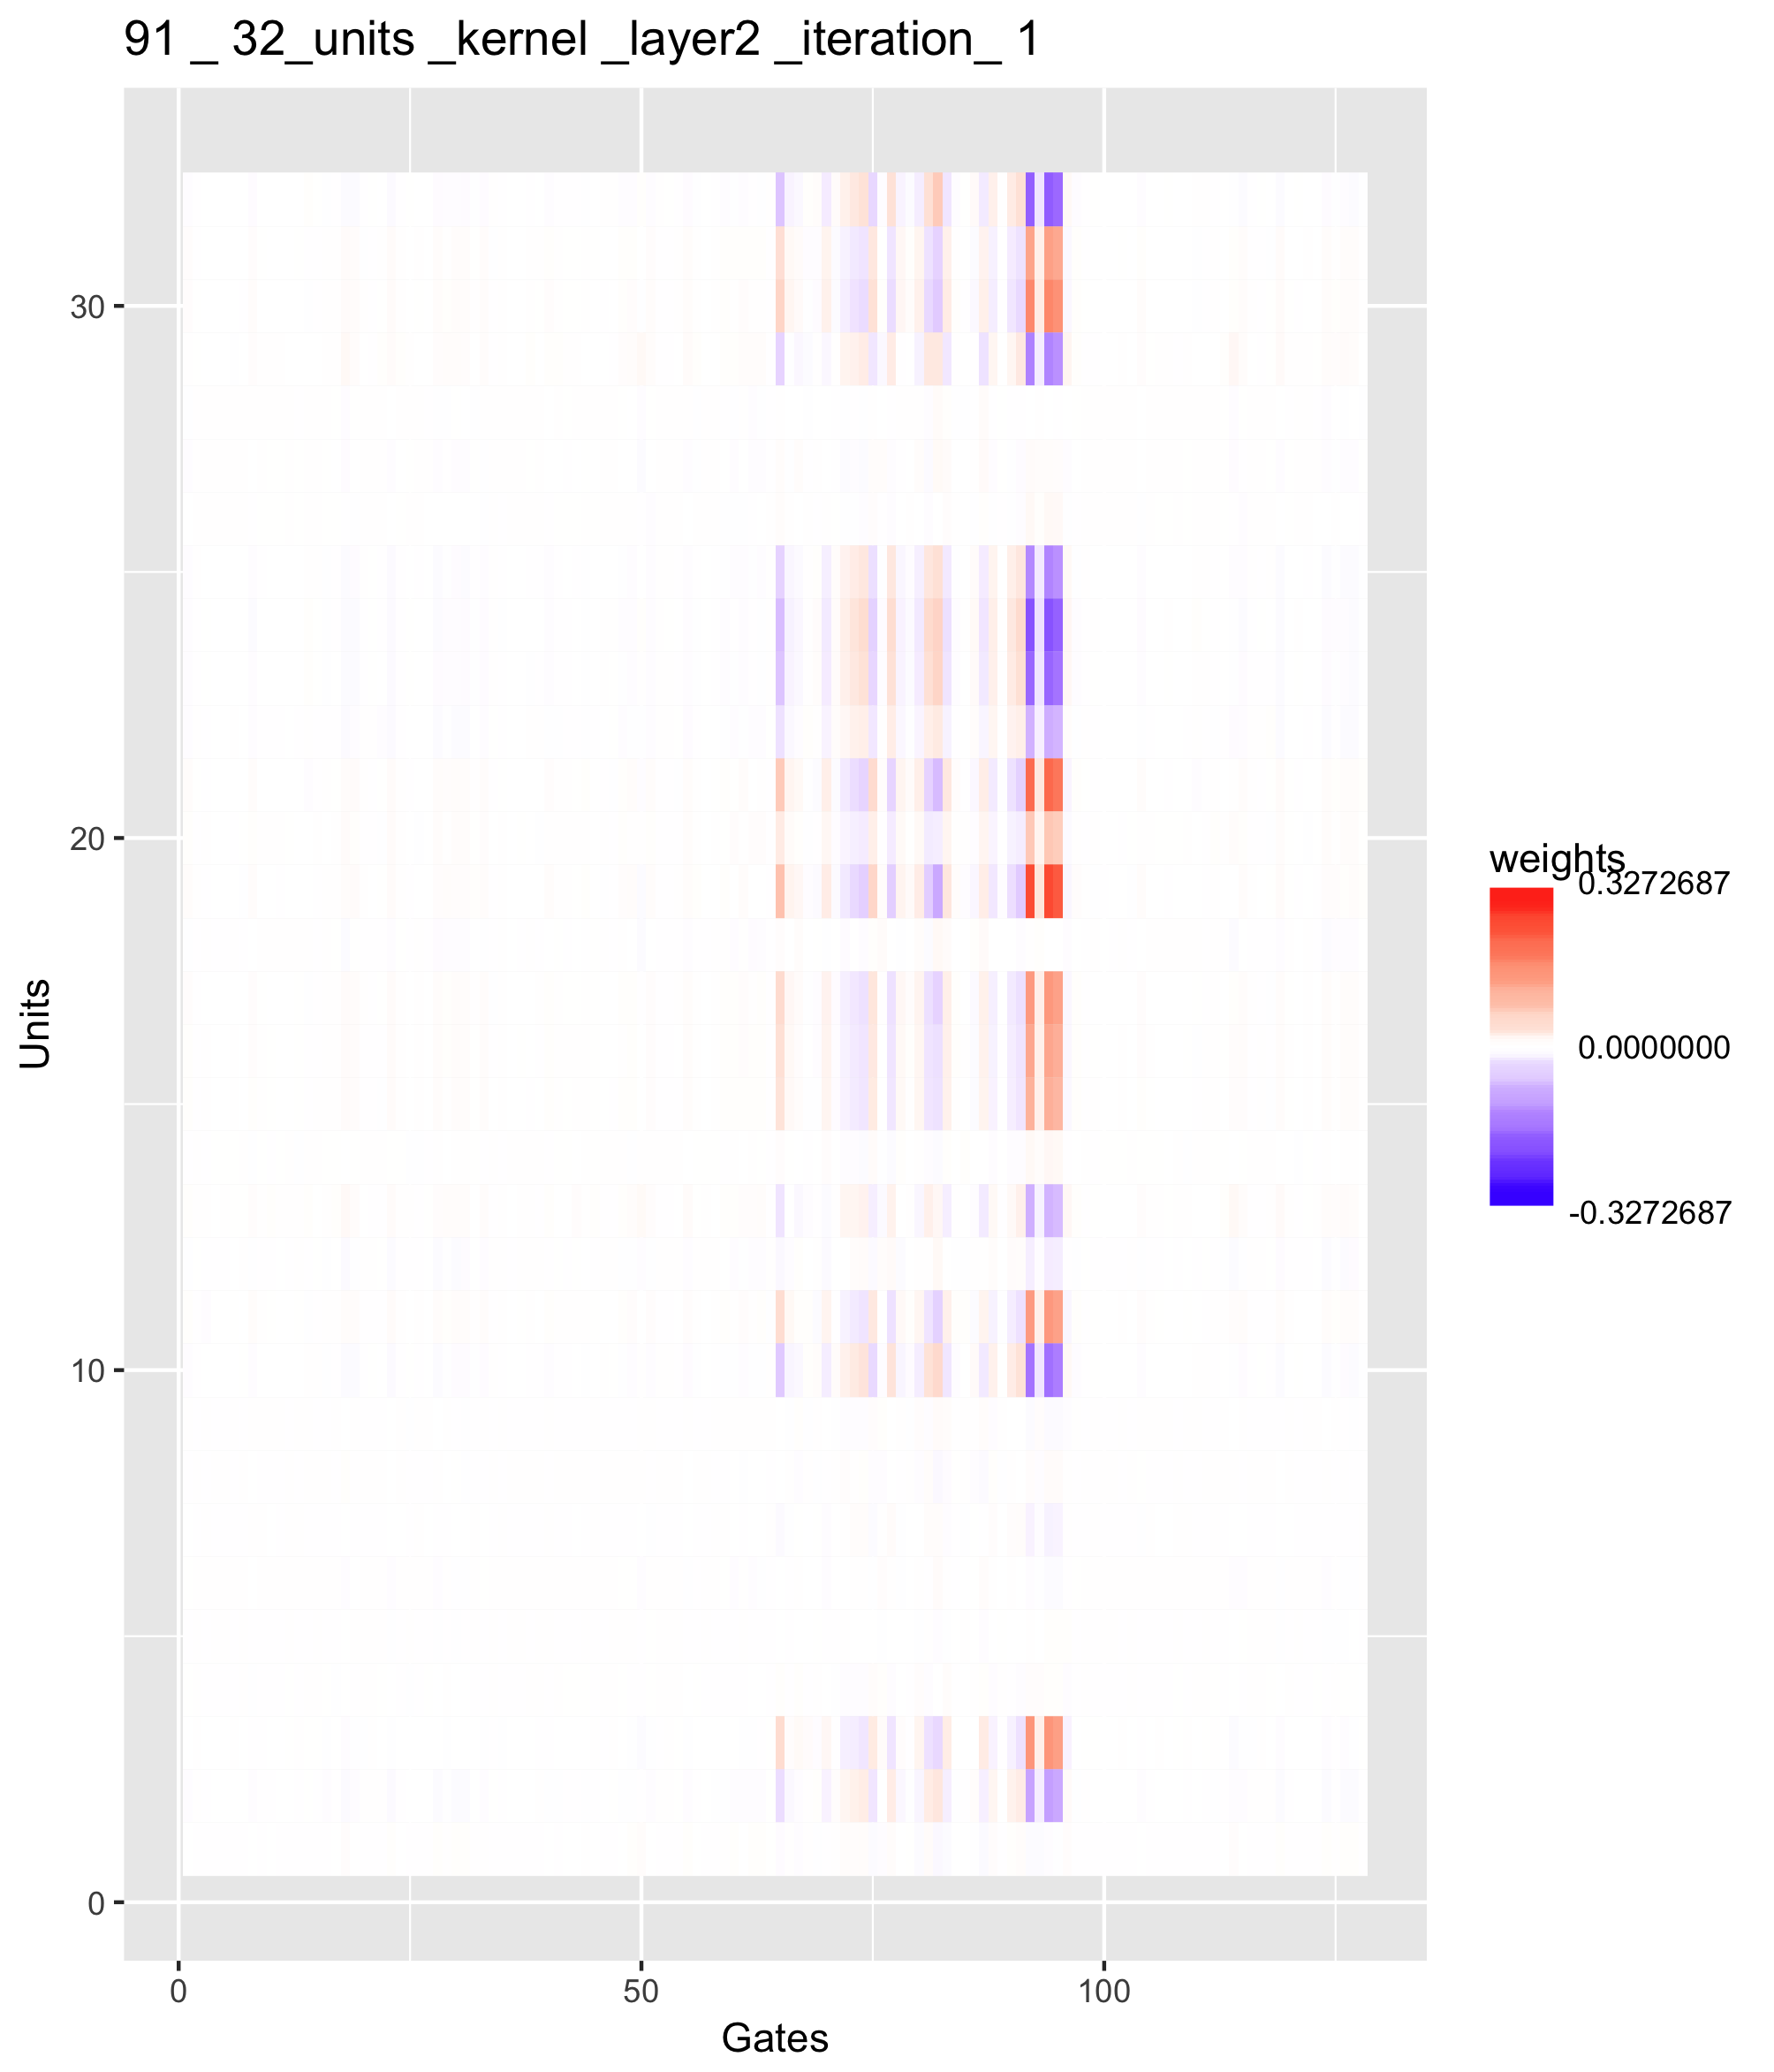 91 _ 32_units _kernel _layer2 _iteration_ 1
30
20
10
0
Units
0
50
100
Gates
weights
0.3272687
0.0000000
-0.3272687